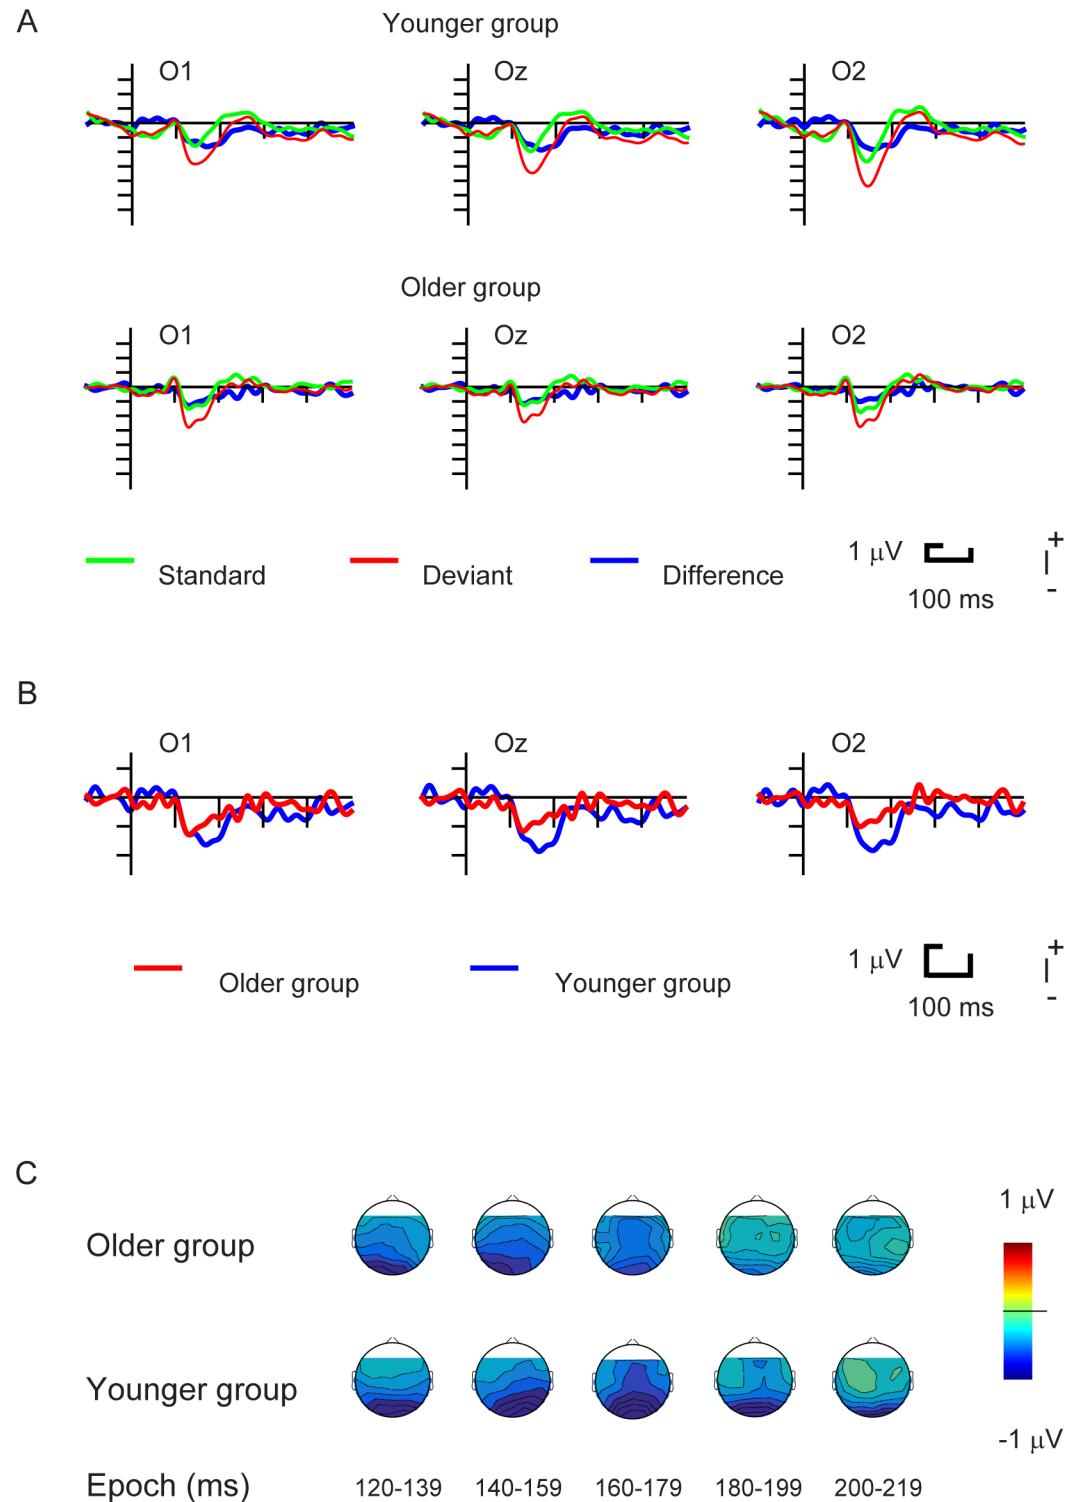 A
Younger group
O1 Oz O2
Older group
O1 Oz O2
Standard Deviant Difference
1 μV
100 ms
+
-
B
O1 Oz O2
Older group Younger group
1 μV
100 ms
+
-
C
Older group
Younger group
1 μV
-1 μV
Epoch (ms) 120-139 140-159 160-179 180-199 200-219